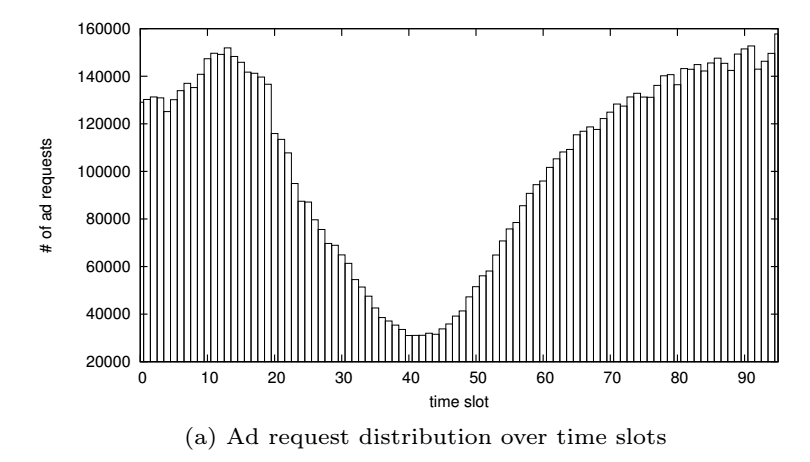 160000
140000
120000
100000
80000
60000
40000
20000
# of ad requests
0 10 20 30 40 50 60 70 80 90
time slot
(a) Ad request distribution over time slots